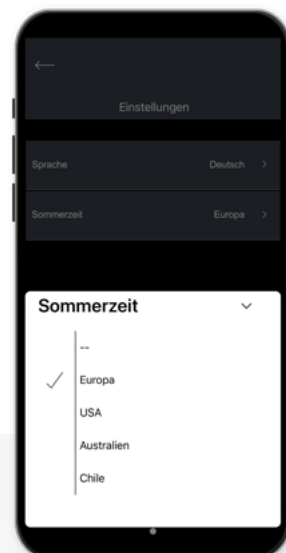 Einstellungen
Sprache Deutsch
Sommerzeit Europa
Sommerzeit
--
Europa
USA
Australien
Chile